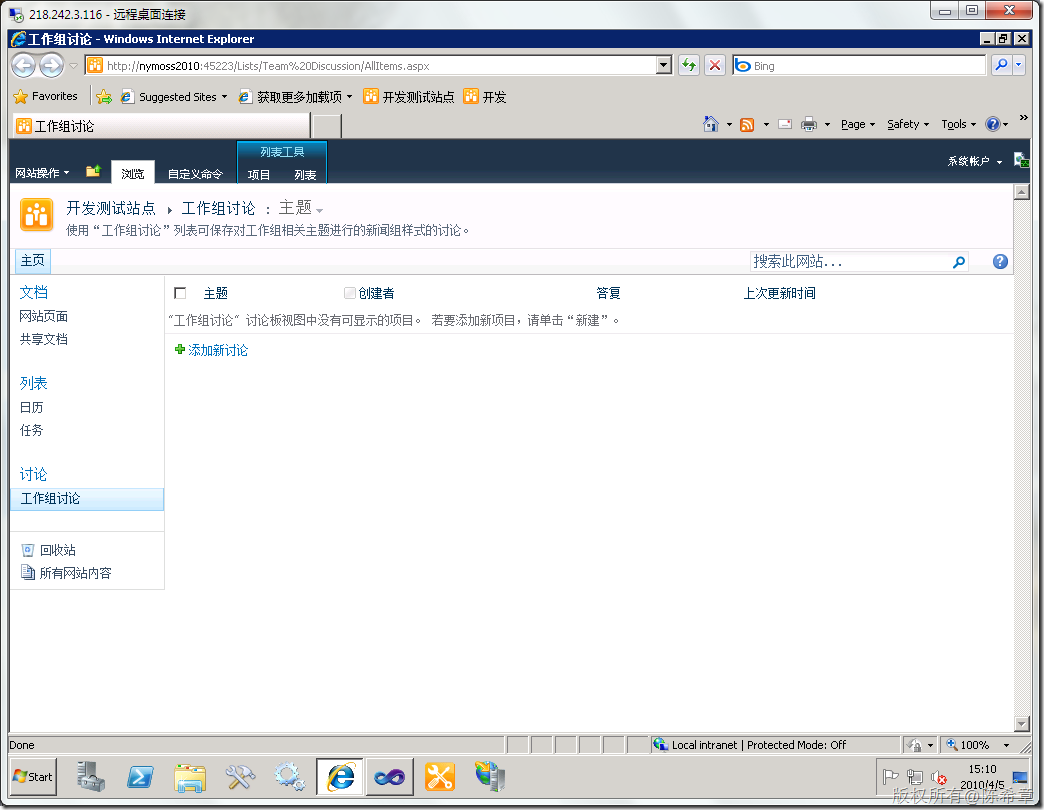 218.242.3.116 - 远程桌面连接
工作组讨论 - Windows Internet Explorer
http://nymoss2010:45223/Lists/Team%20Discussion/AllItems.aspx
Bing
Favorites Suggested Sites 获取更多加载项 开发测试站点 开发
工作组讨论 Page Safety Tools
列表工具
系统帐户
网站操作 浏览 自定义命令 项目 列表
开发测试站点 工作组讨论 : 主题
使用“工作组讨论”列表可保存对工作组相关主题进行的新闻组样式的讨论。
主页 搜索此网站...
文档
网站页面
共享文档
列表
日历
任务
讨论
工作组讨论
回收站
所有网站内容
主题 创建者 答复 上次更新时间
"工作组讨论" 讨论板视图中没有可显示的项目。 若要添加新项目，请单击“新建”。
添加新讨论
Done Local intranet | Protected Mode: Off 100%
Start
15:10
2010/4/5
版权所有@陈希章